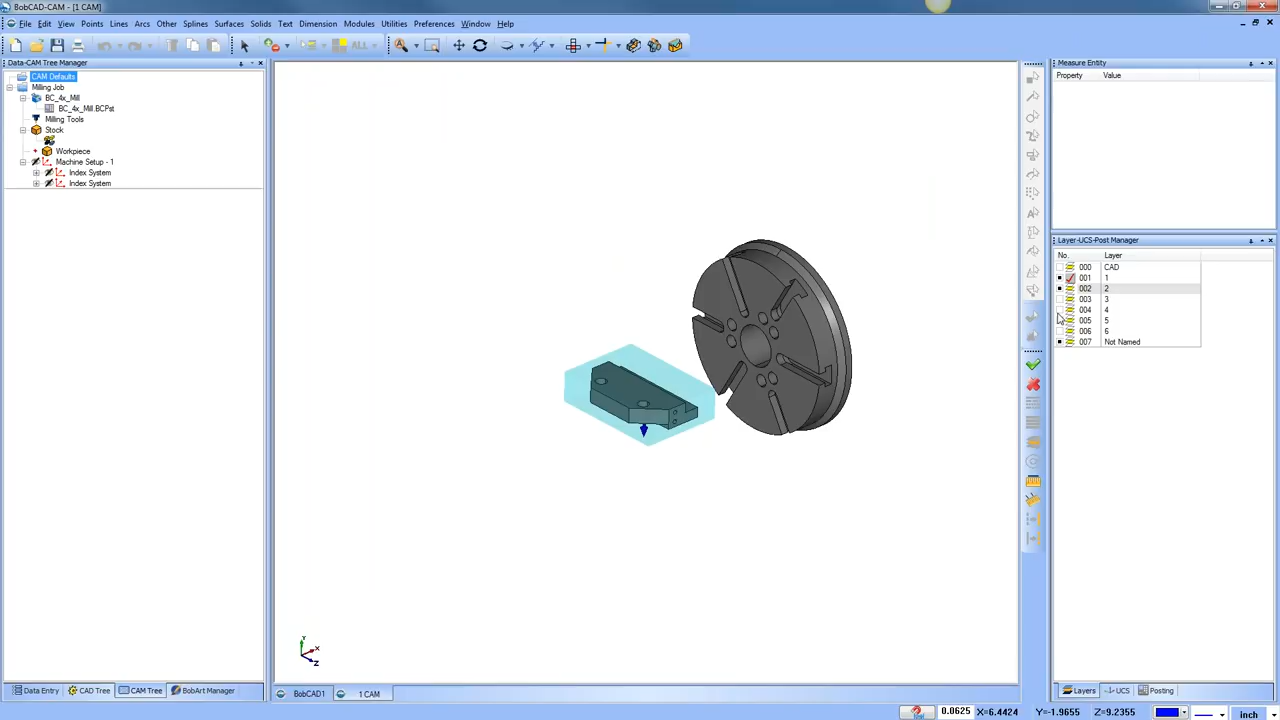 BobCAD-CAM - [1 CAM]
File Edit View Points Lines Arcs Other Splines Surfaces Solids Text Dimension Modules Utilities Preferences Window Help
ALL
Data-CAM Tree Manager
CAM Defaults
Milling Job
BC_4x_Mill
BC_4x_Mill.BCPst
Milling Tools
Stock
Workpiece
Machine Setup - 1
Index System
Index System
Measure Entity
Property Value
Layer-UCS-Post Manager
No. Layer
000 CAD
001 1
002 2
003 3
004 4
005 5
006 6
007 Not Named
Y
X
Z
Data Entry CAD Tree CAM Tree BobArt Manager
BobCAD1 1 CAM
Layers UCS Posting
0.0625 X=6.4424 Y=-1.9655 Z=9.2355 inch